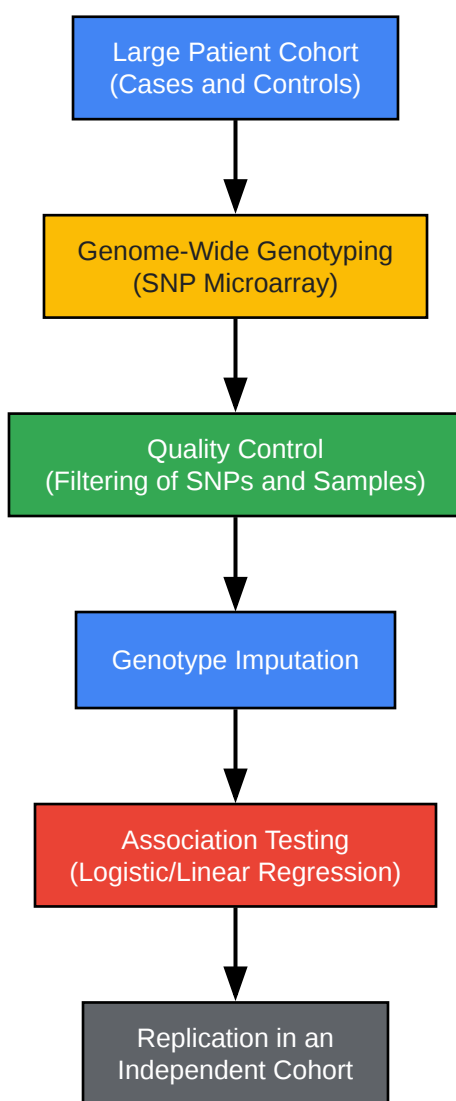 Large Patient Cohort
(Cases and Controls)
Genome-Wide Genotyping
(SNP Microarray)
Quality Control
(Filtering of SNPs and Samples)
Genotype Imputation
Association Testing
(Logistic/Linear Regression)
Replication in an
Independent Cohort